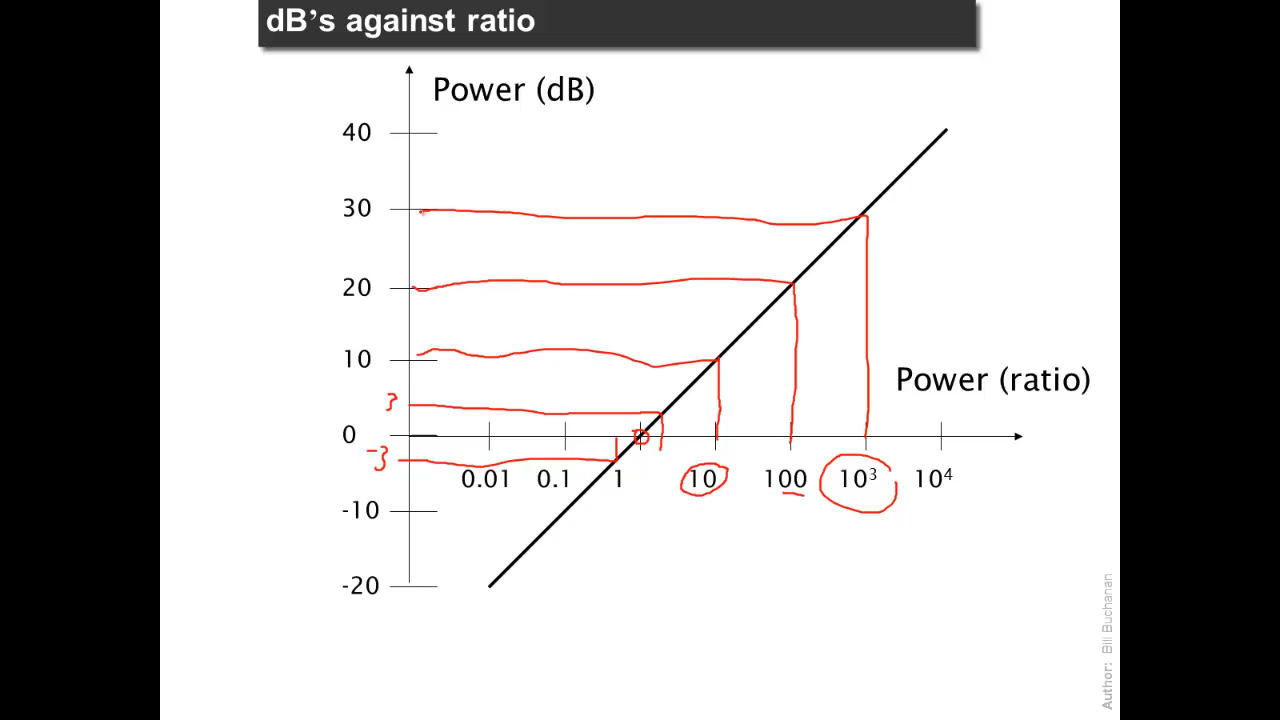 dB's against ratio
Power (dB)
40
30
20
10
3
0
-3
-10
-20
Power (ratio)
0.01 0.1 1 10 100 10³ 10⁴
Author: Bill Buchanan